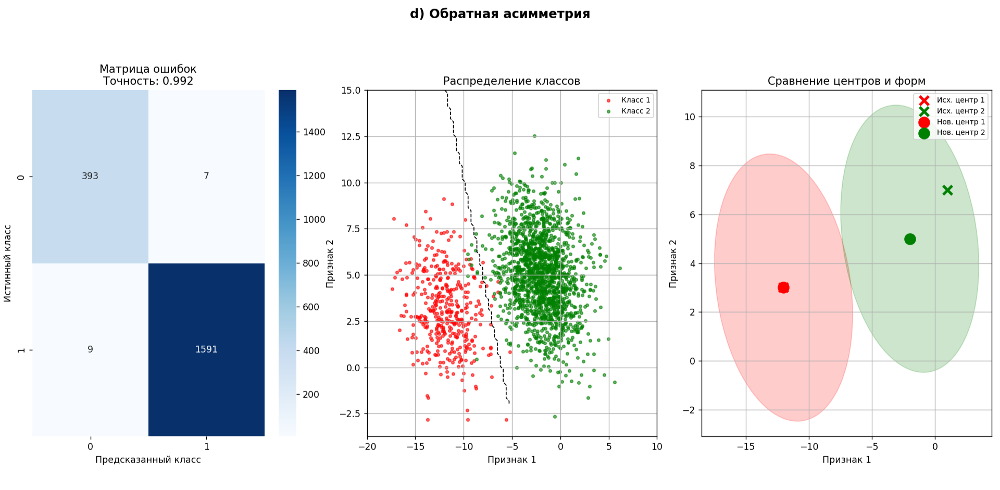 d) Обратная асимметрия
Матрица ошибок
Точность: 0.992
393
7
9
1591
0
1
0
1
Истинный класс
Предсказанный класс
1400
1200
1000
800
600
400
200
Распределение классов
Класс 1
Класс 2
15.0
12.5
10.0
7.5
5.0
2.5
0.0
−2.5
−20
−15
−10
−5
0
5
10
Признак 2
Признак 1
Сравнение центров и форм
Исх. центр 1
Исх. центр 2
Нов. центр 1
Нов. центр 2
10
8
6
4
2
0
−2
−15
−10
−5
0
Признак 2
Признак 1